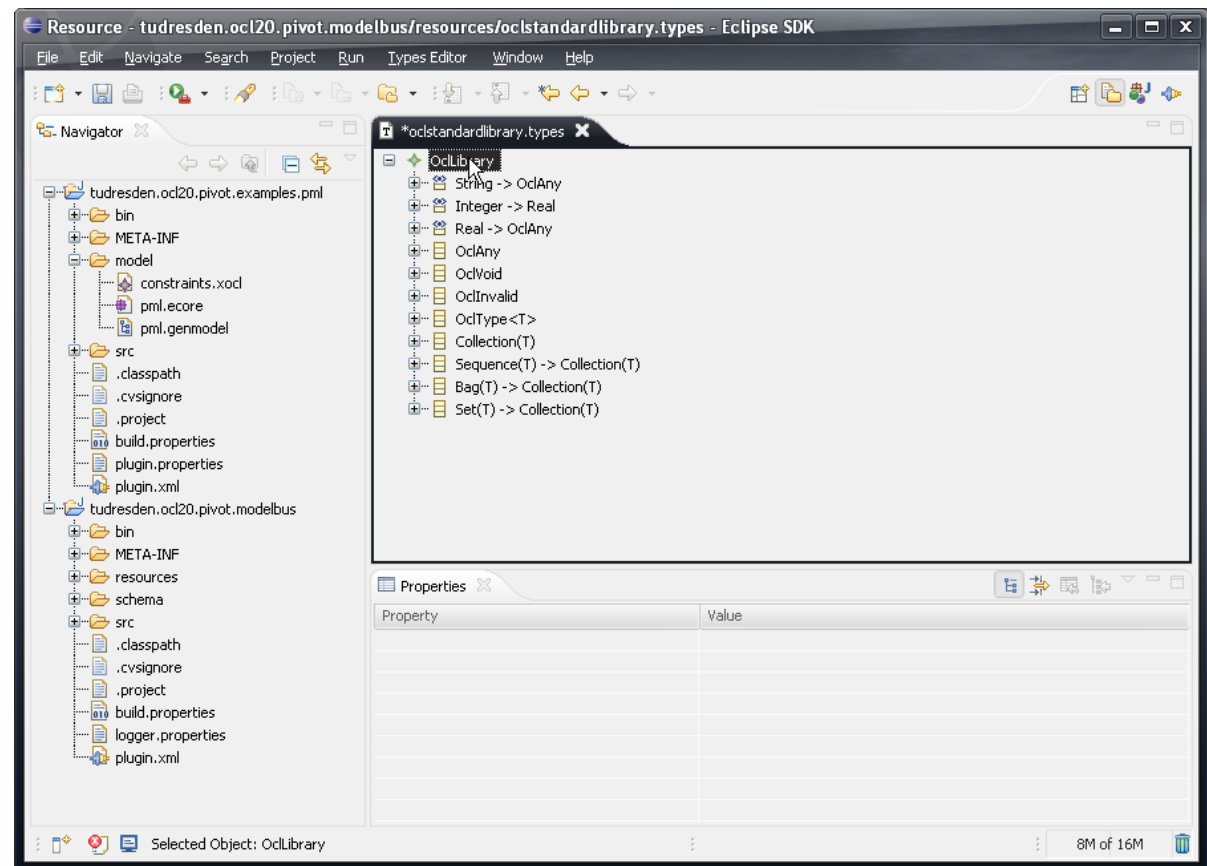 Resource - tudresden.ocl20.pivot.modelbus/resources/oclstandardlibrary.types - Eclipse SDK
File Edit Navigate Search Project Run Types Editor Window Help
Navigator
tudresden.ocl20.pivot.examples.pml
bin
META-INF
model
constraints.xocl
pml.ecore
pml.genmodel
src
.classpath
.cvsignore
.project
build.properties
plugin.properties
plugin.xml
tudresden.ocl20.pivot.modelbus
bin
META-INF
resources
schema
src
.classpath
.cvsignore
.project
build.properties
logger.properties
plugin.xml
*oclstandardlibrary.types
OclLibrary
String -> OclAny
Integer -> Real
Real -> OclAny
OclAny
OclVoid
OclInvalid
OclType<T>
Collection(T)
Sequence(T) -> Collection(T)
Bag(T) -> Collection(T)
Set(T) -> Collection(T)
Properties
Property Value
Selected Object: OclLibrary
8M of 16M